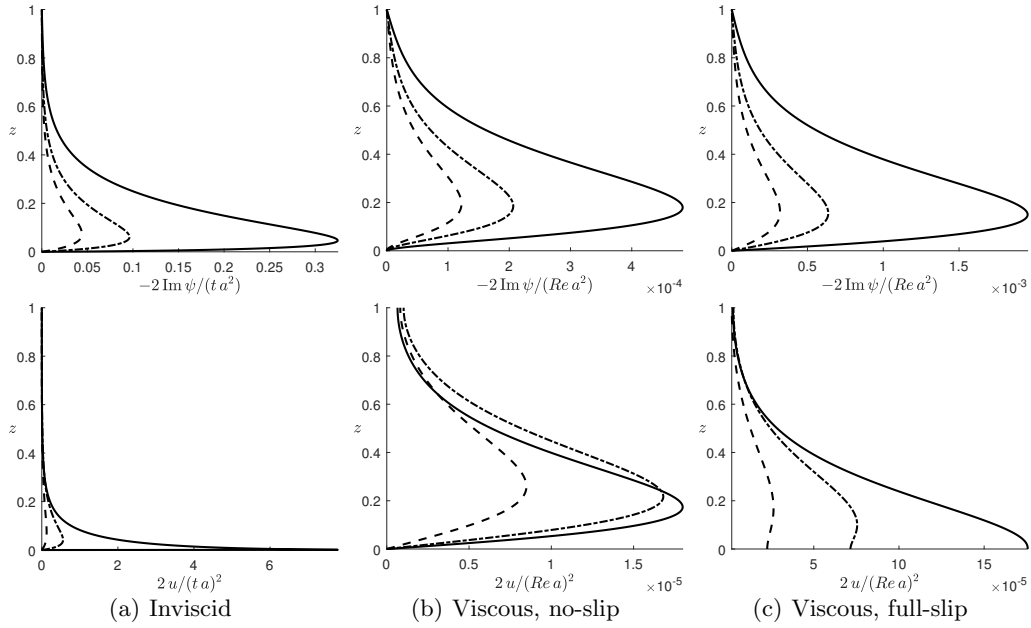 1
0.8
0.6
z
0.4
0.2
0
0 0.05 0.1 0.15 0.2 0.25 0.3
−2 Im ψ/(t a²)
1
0.8
0.6
z
0.4
0.2
0
0 1 2 3 4
−2 Im ψ/(Re a²) ×10⁻⁴
1
0.8
0.6
z
0.4
0.2
0
0 0.5 1 1.5
−2 Im ψ/(Re a²) ×10⁻³
1
0.8
0.6
z
0.4
0.2
0
0 2 4 6
2 u/(t a)²
1
0.8
0.6
z
0.4
0.2
0
0 0.5 1 1.5
2 u/(Re a)² ×10⁻⁵
1
0.8
0.6
z
0.4
0.2
0
5 10 15
2 u/(Re a)² ×10⁻⁵
(a) Inviscid (b) Viscous, no-slip (c) Viscous, full-slip